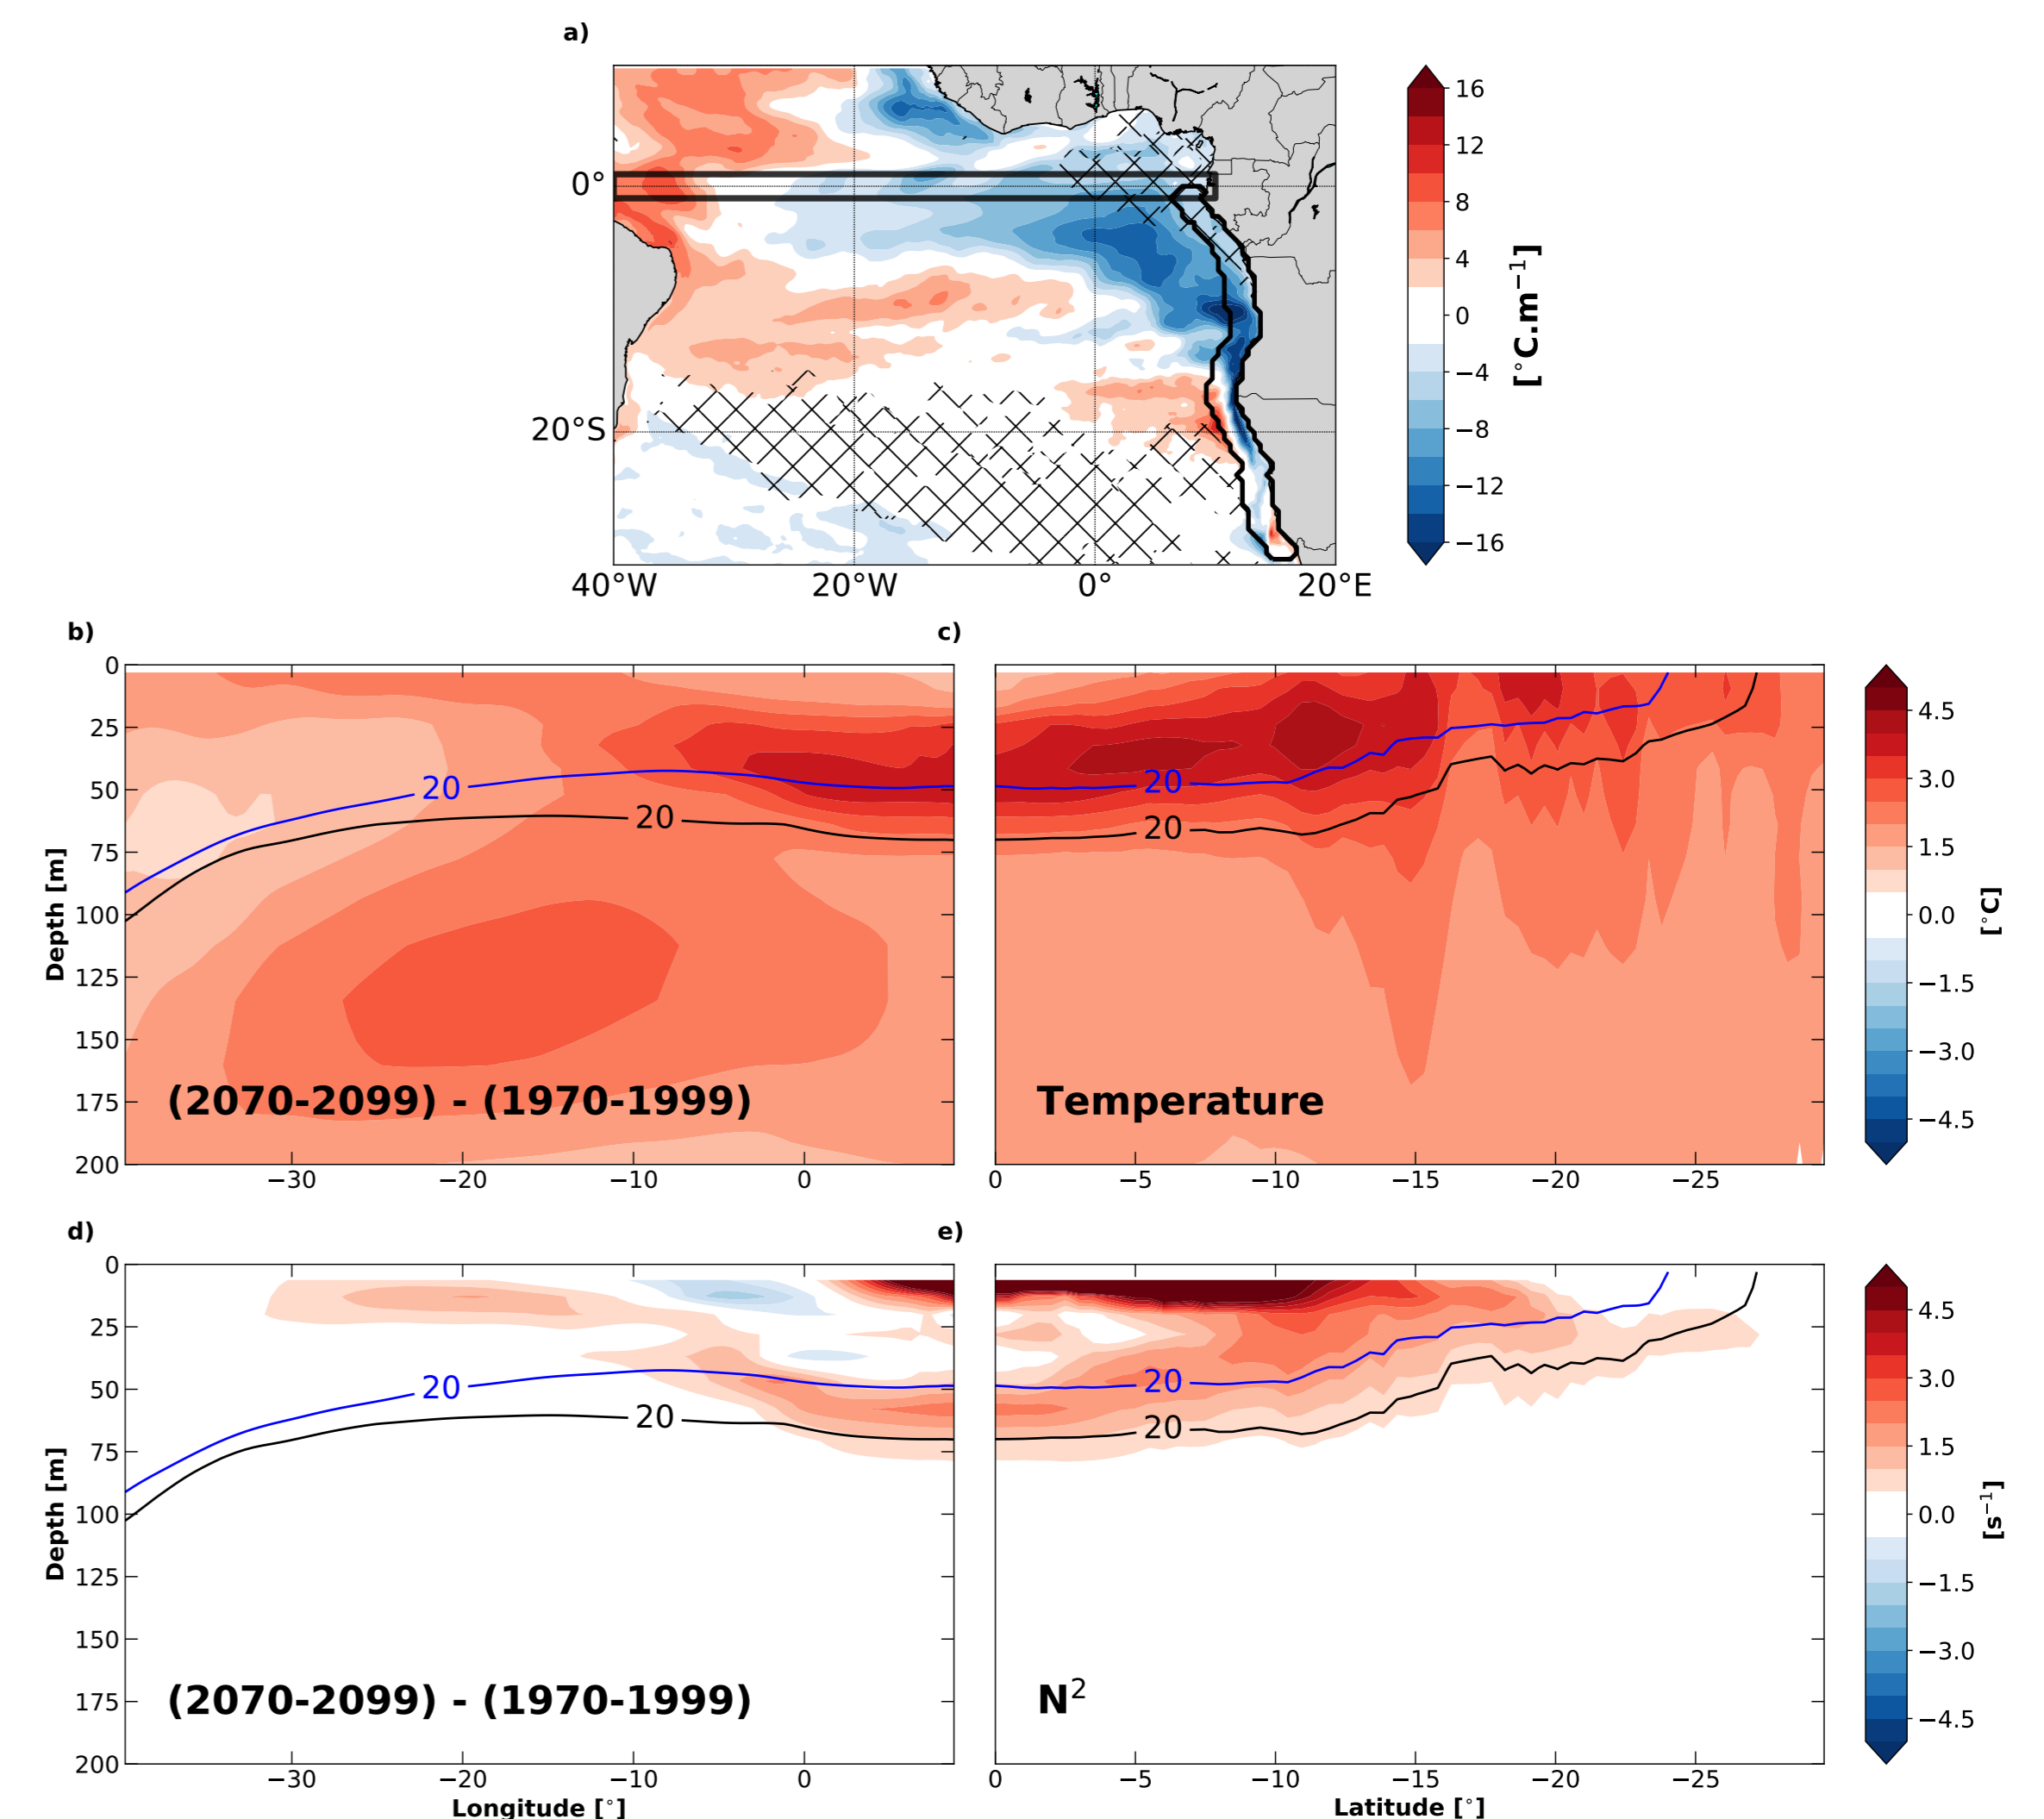 a)
0°
20°S
40°W 20°W 0° 20°E
16
12
8
4
0
−4
−8
−12
−16
[°C.m⁻¹]
b)
0
25
50
75
100
125
150
175
200
Depth [m]
20
20
(2070-2099) - (1970-1999)
−30 −20 −10 0
c)
20
20
Temperature
0 −5 −10 −15 −20 −25
4.5
3.0
1.5
0.0
−1.5
−3.0
−4.5
[°C]
d)
0
25
50
75
100
125
150
175
200
Depth [m]
20
20
(2070-2099) - (1970-1999)
−30 −20 −10 0
Longitude [°]
e)
20
20
N²
0 −5 −10 −15 −20 −25
Latitude [°]
4.5
3.0
1.5
0.0
−1.5
−3.0
−4.5
[s⁻¹]